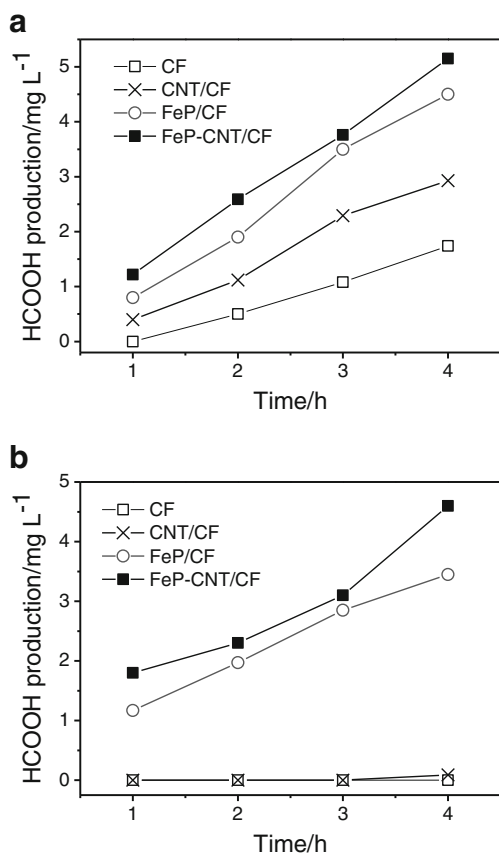 a
HCOOH production/mg L⁻¹
5
4
3
2
1
0
CF
CNT/CF
FeP/CF
FeP-CNT/CF
1 2 3 4
Time/h
b
HCOOH production/mg L⁻¹
5
4
3
2
1
0
CF
CNT/CF
FeP/CF
FeP-CNT/CF
1 2 3 4
Time/h